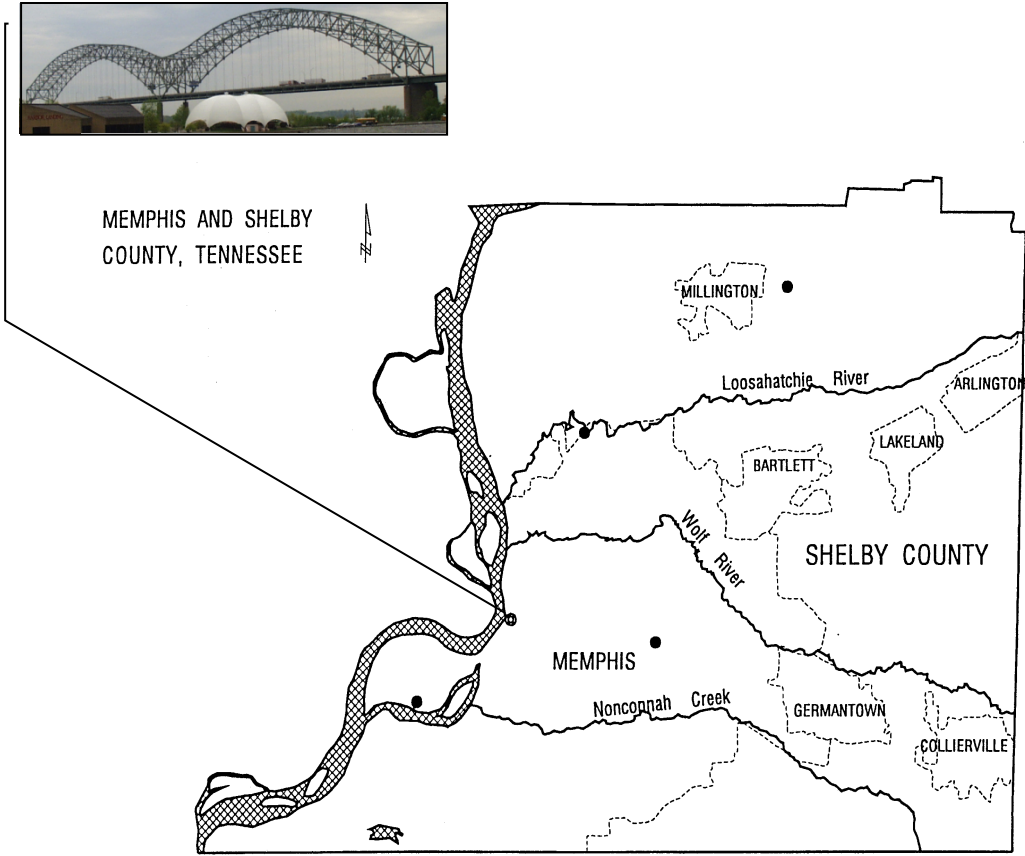 MEMPHIS AND SHELBY
COUNTY, TENNESSEE
MILLINGTON
Loosahatchie River
ARLINGTON
LAKELAND
BARTLETT
Wolf River
SHELBY COUNTY
MEMPHIS
Nonconnah Creek
GERMANTOWN
COLLIERVILLE